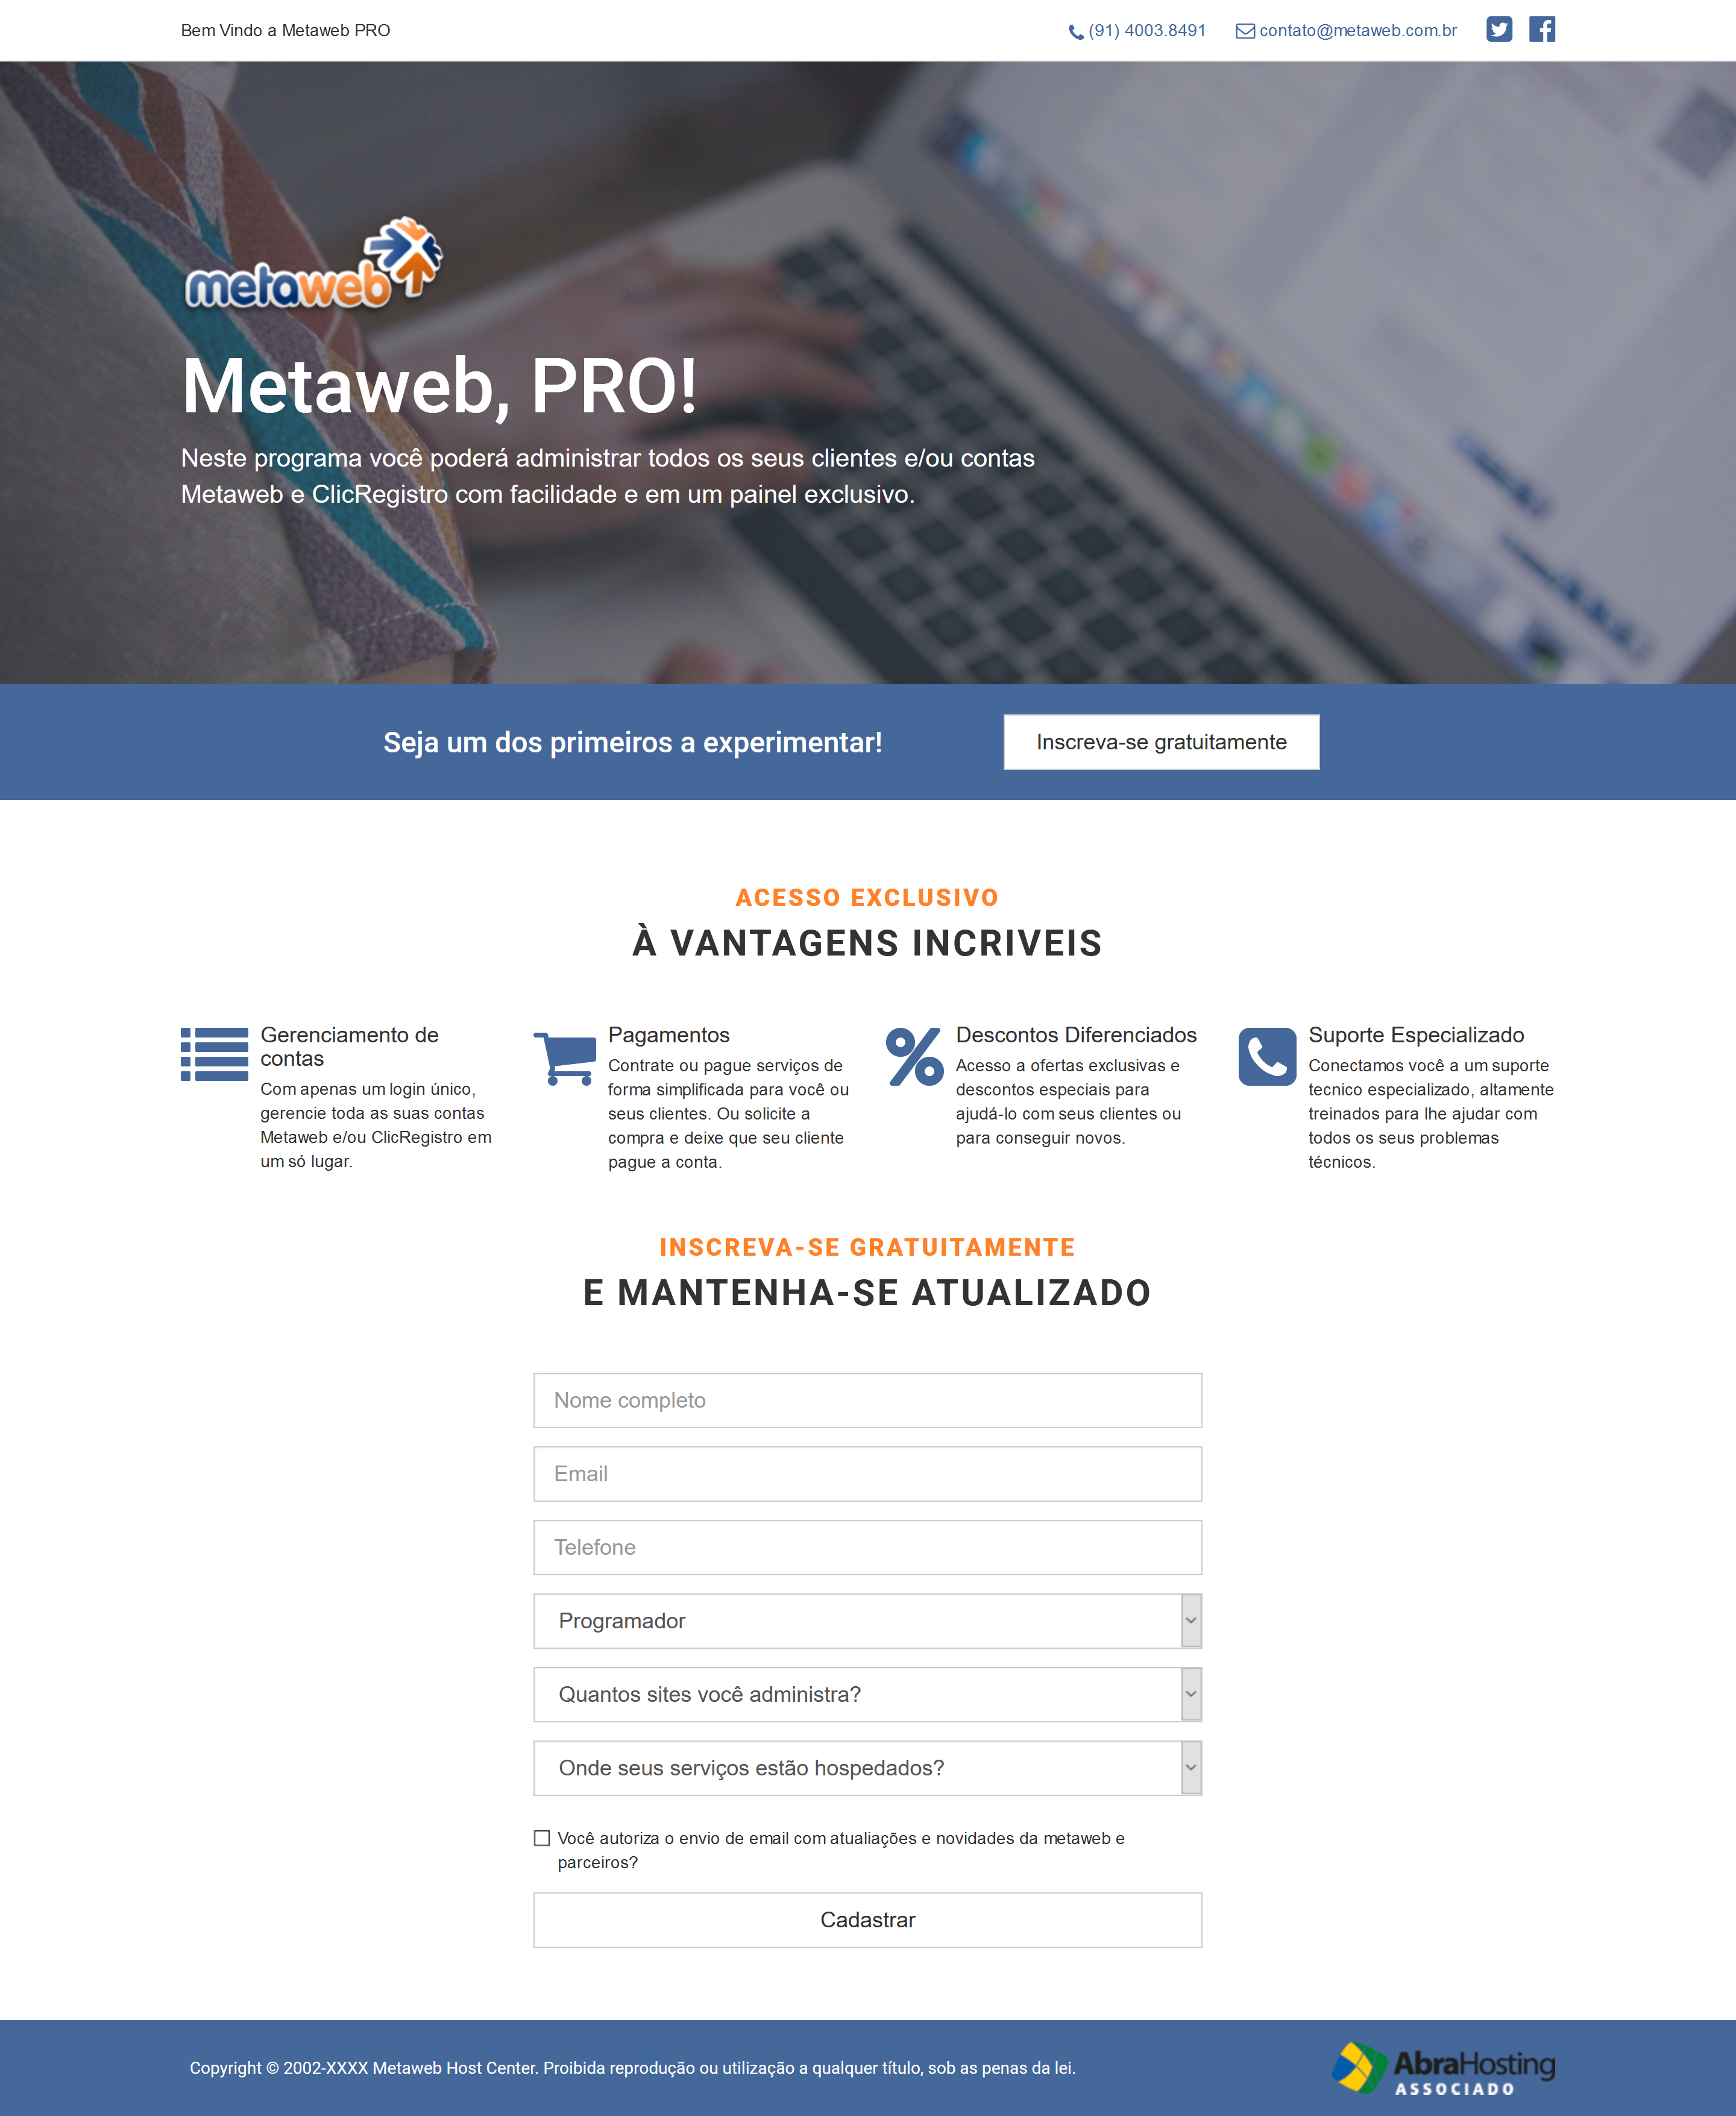 Bem Vindo a Metaweb PRO
(91) 4003.8491
contato@metaweb.com.br
metaweb
Metaweb, PRO!
Neste programa você poderá administrar todos os seus clientes e/ou contas
Metaweb e ClicRegistro com facilidade e em um painel exclusivo.
Seja um dos primeiros a experimentar!
Inscreva-se gratuitamente
ACESSO EXCLUSIVO
À VANTAGENS INCRIVEIS
Gerenciamento de
contas
Com apenas um login único,
gerencie toda as suas contas
Metaweb e/ou ClicRegistro em
um só lugar.
Pagamentos
Contrate ou pague serviços de
forma simplificada para você ou
seus clientes. Ou solicite a
compra e deixe que seu cliente
pague a conta.
Descontos Diferenciados
Acesso a ofertas exclusivas e
descontos especiais para
ajudá-lo com seus clientes ou
para conseguir novos.
Suporte Especializado
Conectamos você a um suporte
tecnico especializado, altamente
treinados para lhe ajudar com
todos os seus problemas
técnicos.
INSCREVA-SE GRATUITAMENTE
E MANTENHA-SE ATUALIZADO
Nome completo
Email
Telefone
Programador
Quantos sites você administra?
Onde seus serviços estão hospedados?
Você autoriza o envio de email com atualiações e novidades da metaweb e
parceiros?
Cadastrar
Copyright © 2002-XXXX Metaweb Host Center. Proibida reprodução ou utilização a qualquer título, sob as penas da lei.
AbraHosting
ASSOCIADO